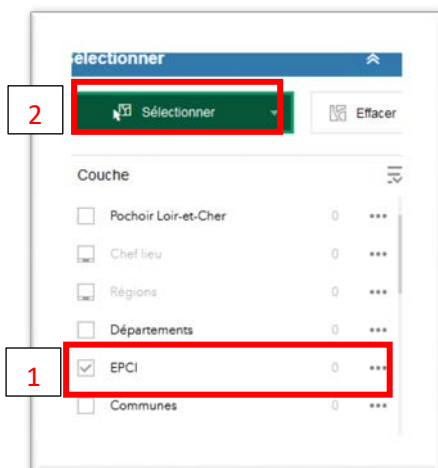 électionner
2
Sélectionner
Effacer
Couche
Pochoir Loir-et-Cher 0 •••
Chef lieu 0 •••
Régions 0 •••
Départements 0 •••
1
EPCI 0 •••
Communes 0 •••